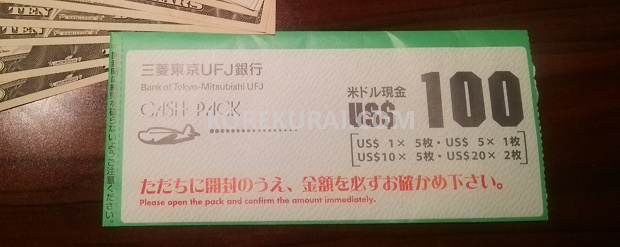 三菱東京UFJ銀行
Bank of Tokyo-Mitsubishi UFJ
CASH PACK
米ドル現金
US$ 100
US$ 1× 5枚・US$ 5× 1枚
US$10× 5枚・US$20× 2枚
ただちに開封のうえ、金額を必ずお確かめ下さい。
Please open the pack and confirm the amount immediately.
KOREKURAI.COM